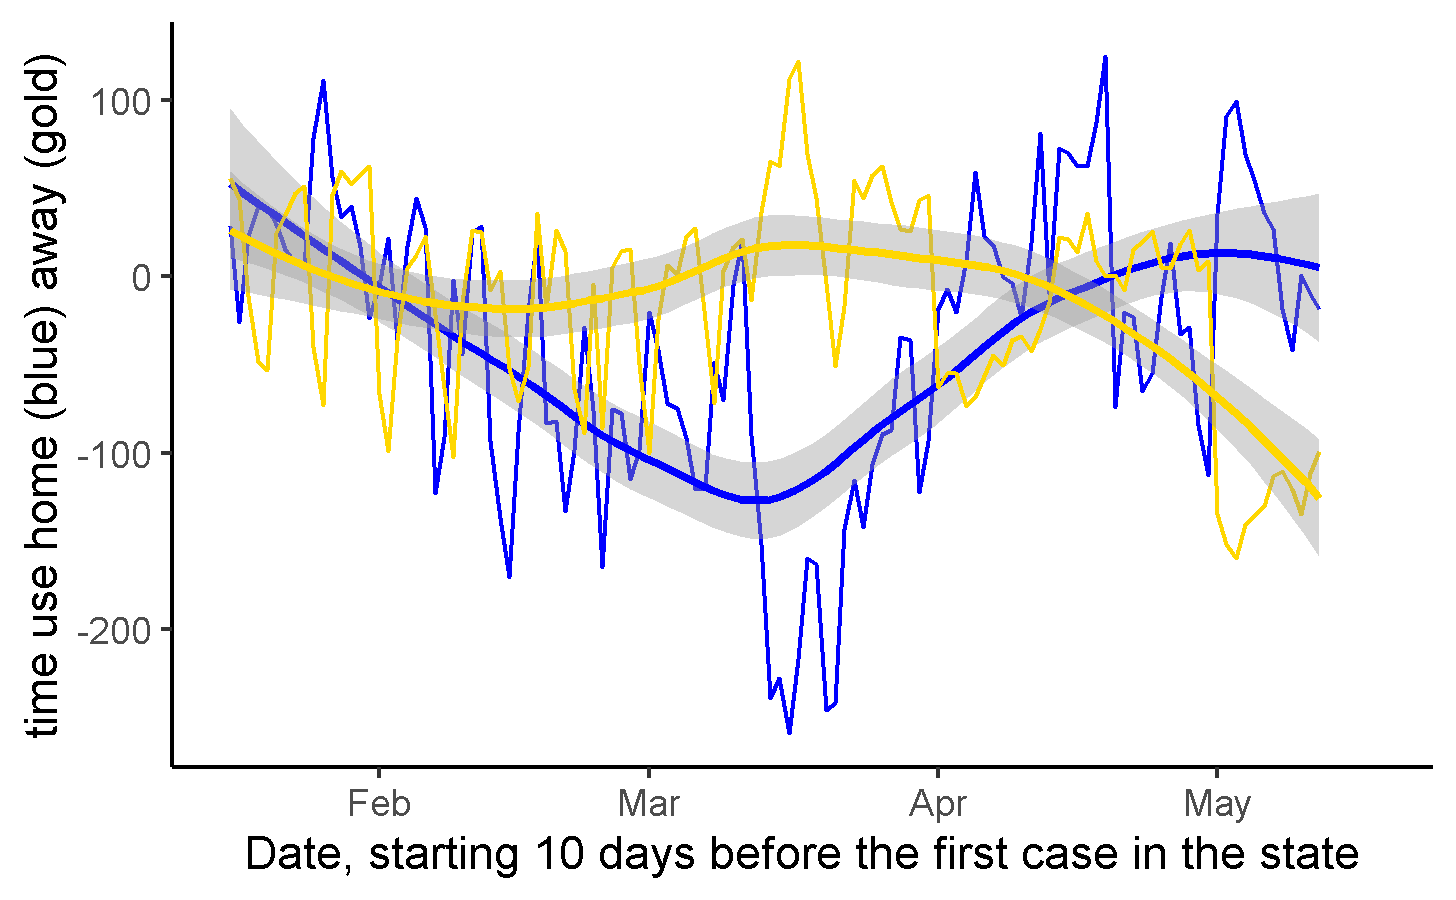 time use home (blue) away (gold)
100
0
-100
-200
Feb
Mar
Apr
May
Date, starting 10 days before the first case in the state